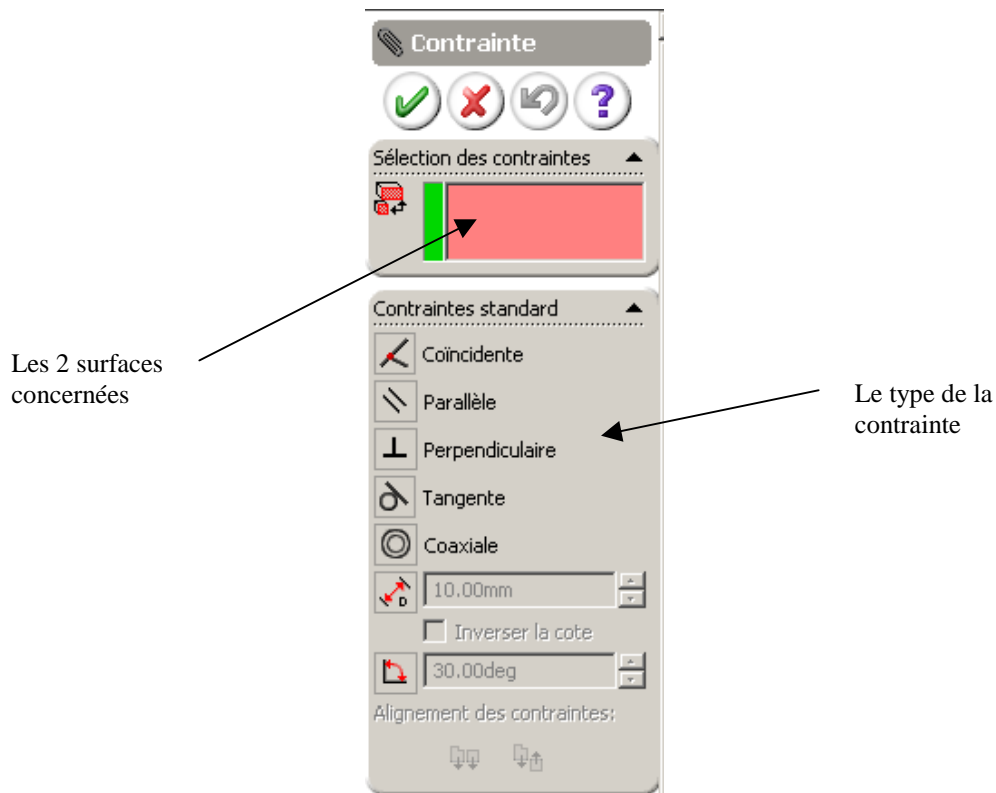 Contrainte
Sélection des contraintes
Contraintes standard
Les 2 surfaces
concernées
Coïncidente
Parallèle
Perpendiculaire
Tangente
Coaxiale
Le type de la
contrainte
D
10.00mm
Inverser la cote
30.00deg
Alignement des contraintes: